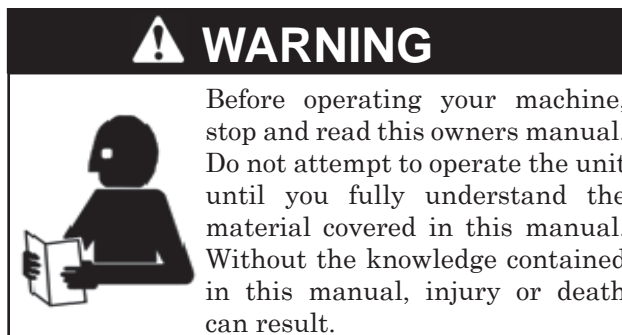 WARNING
Before operating your machine,
stop and read this owners manual.
Do not attempt to operate the unit
until you fully understand the
material covered in this manual.
Without the knowledge contained
in this manual, injury or death
can result.